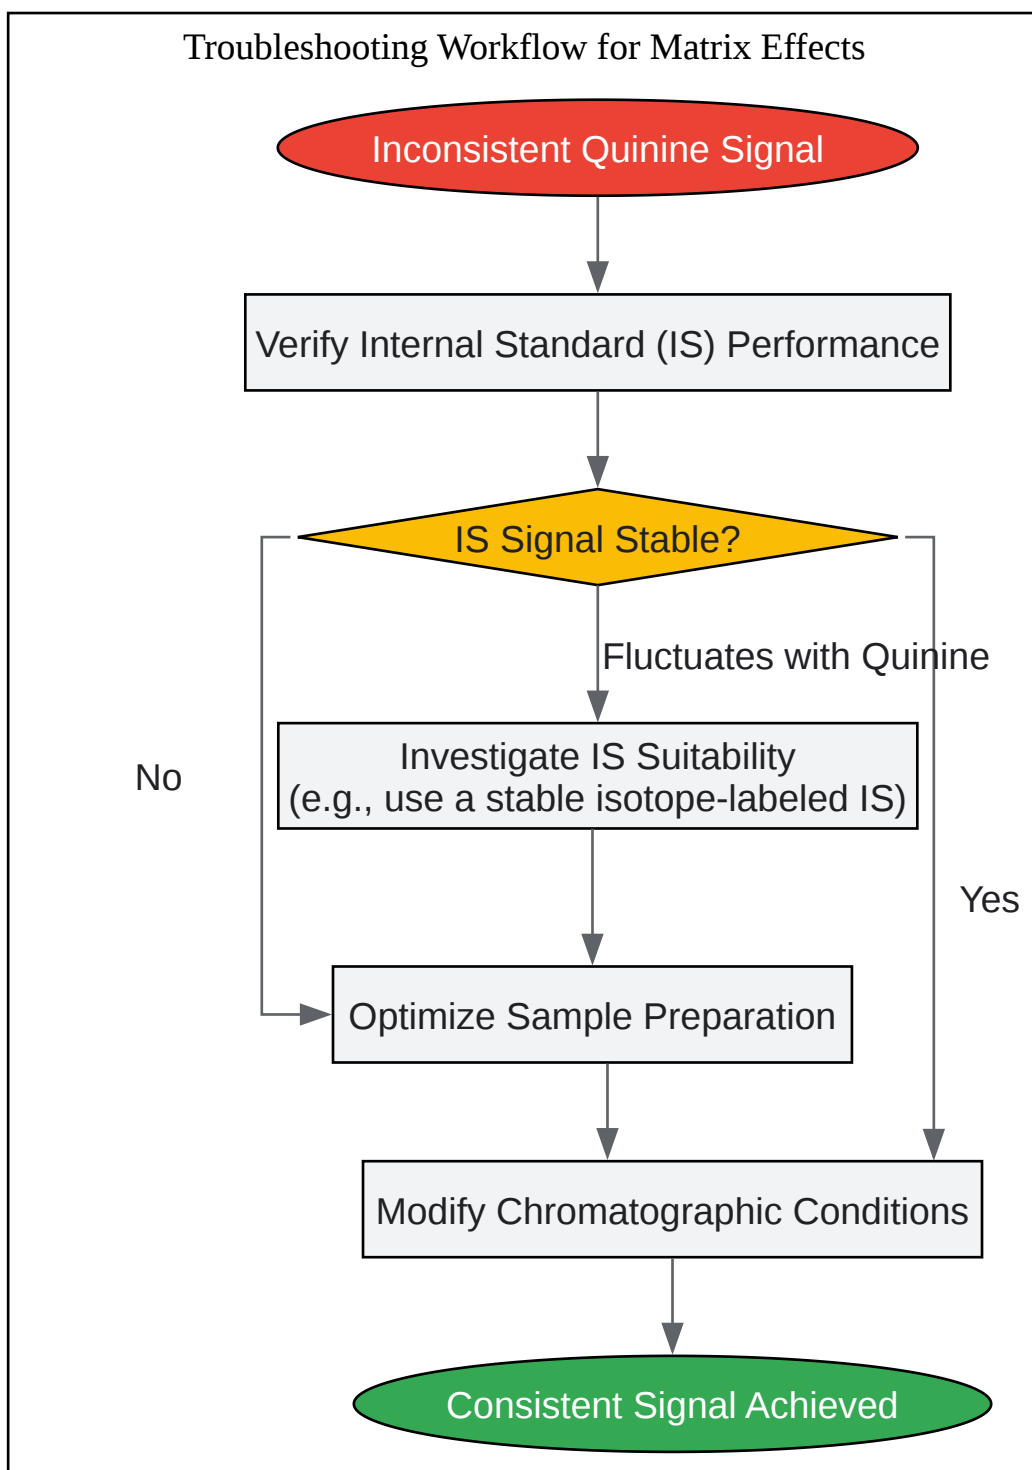 Troubleshooting Workflow for Matrix Effects
Inconsistent Quinine Signal
Verify Internal Standard (IS) Performance
IS Signal Stable?
Fluctuates with Quinine
Investigate IS Suitability
(e.g., use a stable isotope-labeled IS)
No
Yes
Optimize Sample Preparation
Modify Chromatographic Conditions
Consistent Signal Achieved